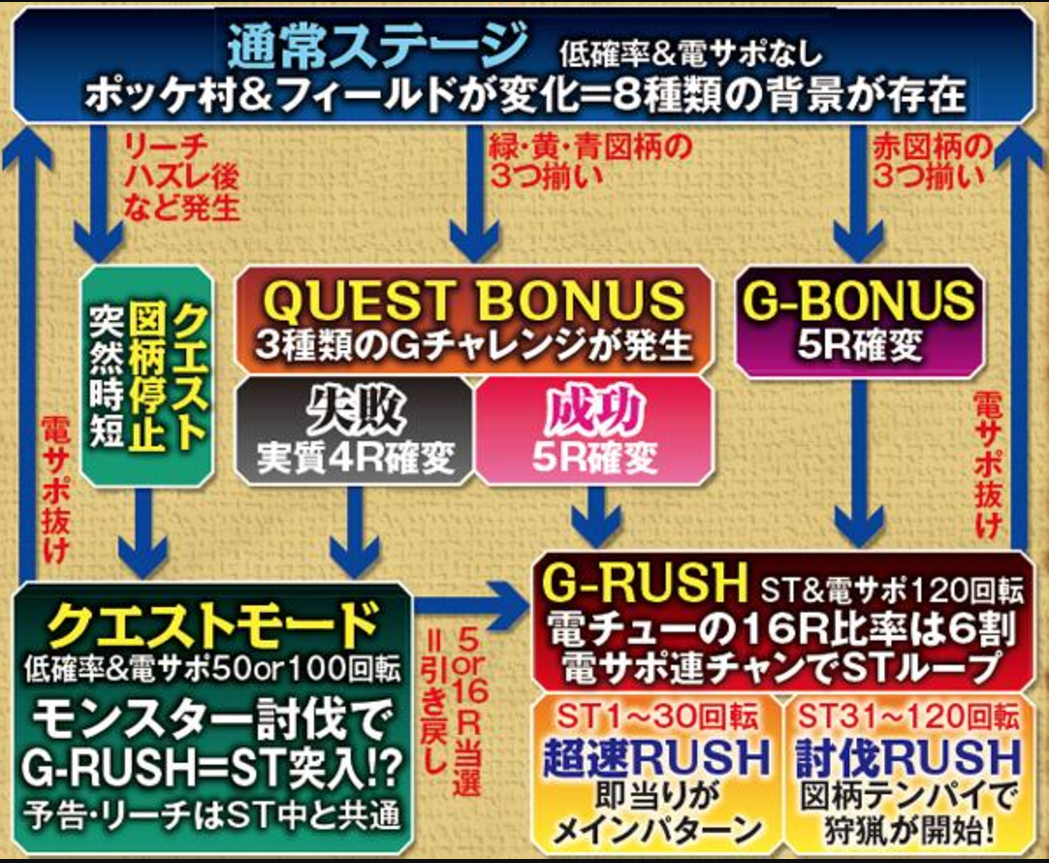 通常ステージ 低確率&電サポなし
ポッケ村&フィールドが変化=8種類の背景が存在
リーチ
ハズレ後
など発生
緑・黄・青図柄の
3つ揃い
赤図柄の
3つ揃い
クエスト
図柄停止
突然時短
QUEST BONUS
3種類のGチャレンジが発生
失敗
実質4R確変
成功
5R確変
G-BONUS
5R確変
電サポ抜け
電サポ抜け
クエストモード
低確率&電サポ50or100回転
モンスター討伐で
G-RUSH=ST突入!?
予告・リーチはST中と共通
5or16R当選
=引き戻し
G-RUSH ST&電サポ120回転
電チューの16R比率は6割
電サポ連チャンでSTループ
ST1~30回転
超速RUSH
即当りが
メインパターン
ST31~120回転
討伐RUSH
図柄テンパイで
狩猟が開始!